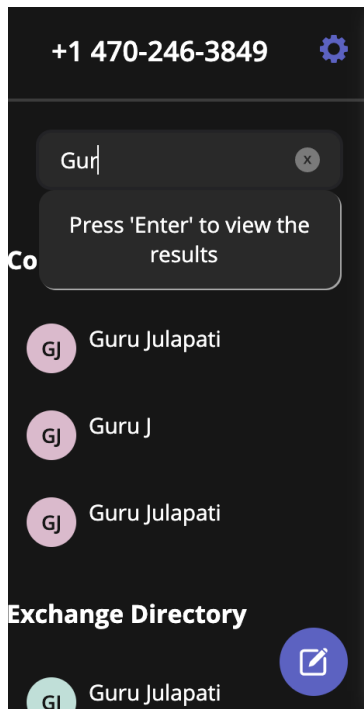 +1 470-246-3849
Gur
x
Press 'Enter' to view the
results
Co
GJ Guru Julapati
GJ Guru J
GJ Guru Julapati
Exchange Directory
GJ Guru Julapati